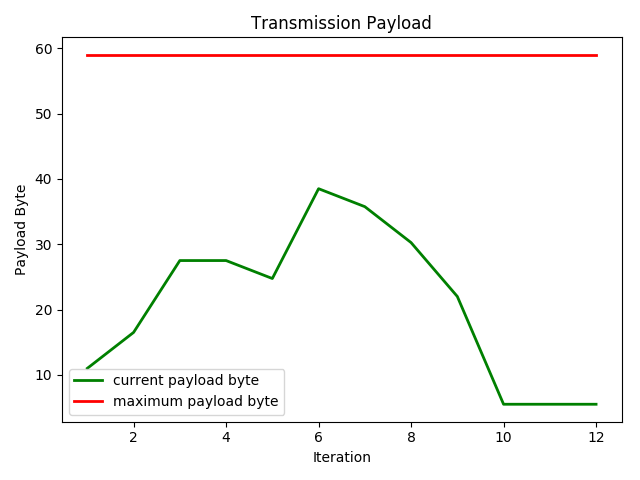 Transmission Payload
60
50
40
30
20
10
Payload Byte
current payload byte
maximum payload byte
2 4 6 8 10 12
Iteration